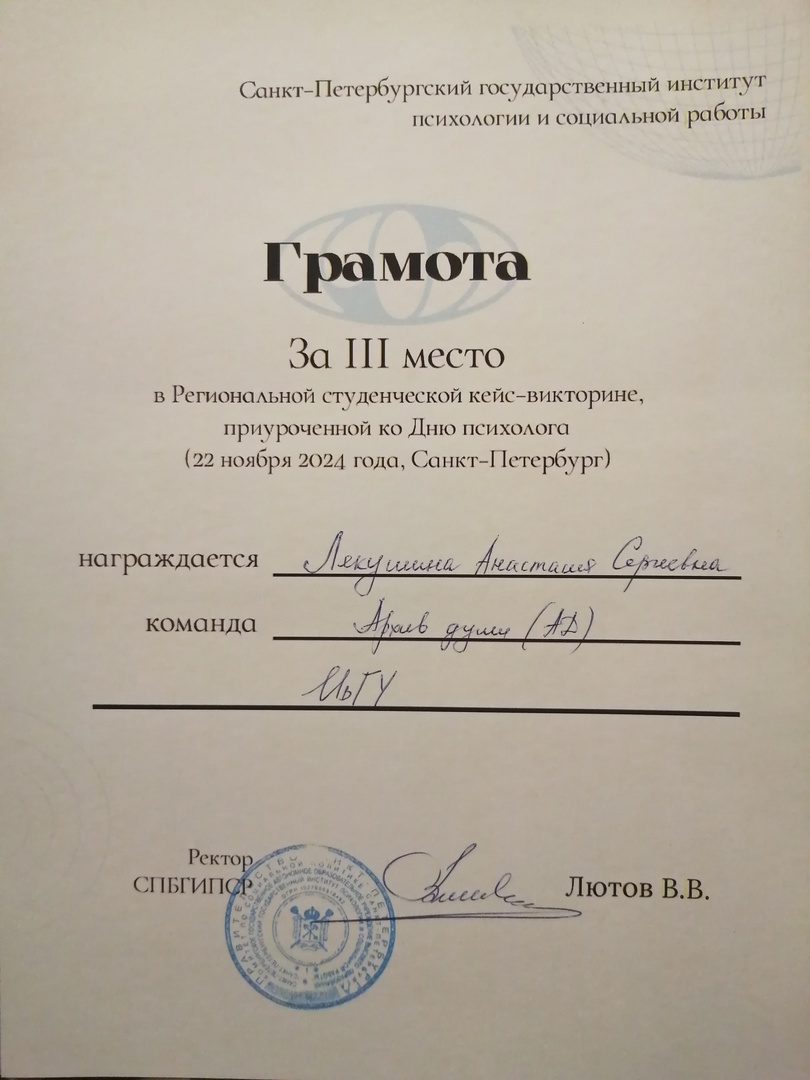 Санкт-Петербургский государственный институт
психологии и социальной работы
Грамота
За III место
в Региональной студенческой кейс-викторине,
приуроченной ко Дню психолога
(22 ноября 2024 года, Санкт-Петербург)
награждается Лякушина Анастасия Сергеевна
команда Архив души (АД)
Ректор
СПБГИПСР
Лютов В.В.